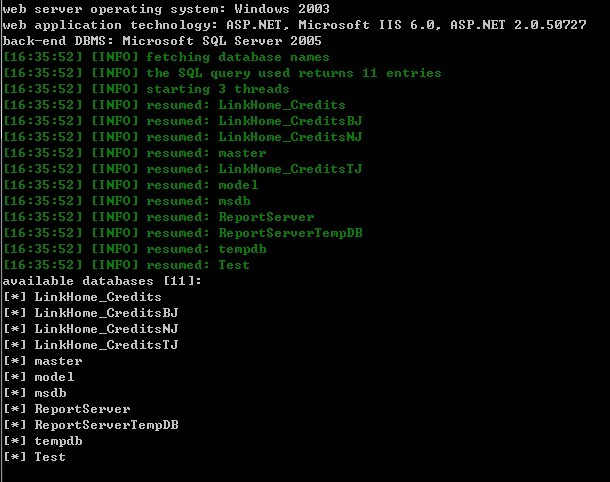 web server operating system: Windows 2003
web application technology: ASP.NET, Microsoft IIS 6.0, ASP.NET 2.0.50727
back-end DBMS: Microsoft SQL Server 2005
[16:35:52] [INFO] fetching database names
[16:35:52] [INFO] the SQL query used returns 11 entries
[16:35:52] [INFO] starting 3 threads
[16:35:52] [INFO] resumed: LinkHome_Credits
[16:35:52] [INFO] resumed: LinkHome_CreditsBJ
[16:35:52] [INFO] resumed: LinkHome_CreditsNJ
[16:35:52] [INFO] resumed: master
[16:35:52] [INFO] resumed: LinkHome_CreditsTJ
[16:35:52] [INFO] resumed: model
[16:35:52] [INFO] resumed: msdb
[16:35:52] [INFO] resumed: ReportServer
[16:35:52] [INFO] resumed: ReportServerTempDB
[16:35:52] [INFO] resumed: tempdb
[16:35:52] [INFO] resumed: Test
available databases [11]:
[*] LinkHome_Credits
[*] LinkHome_CreditsBJ
[*] LinkHome_CreditsNJ
[*] LinkHome_CreditsTJ
[*] master
[*] model
[*] msdb
[*] ReportServer
[*] ReportServerTempDB
[*] tempdb
[*] Test